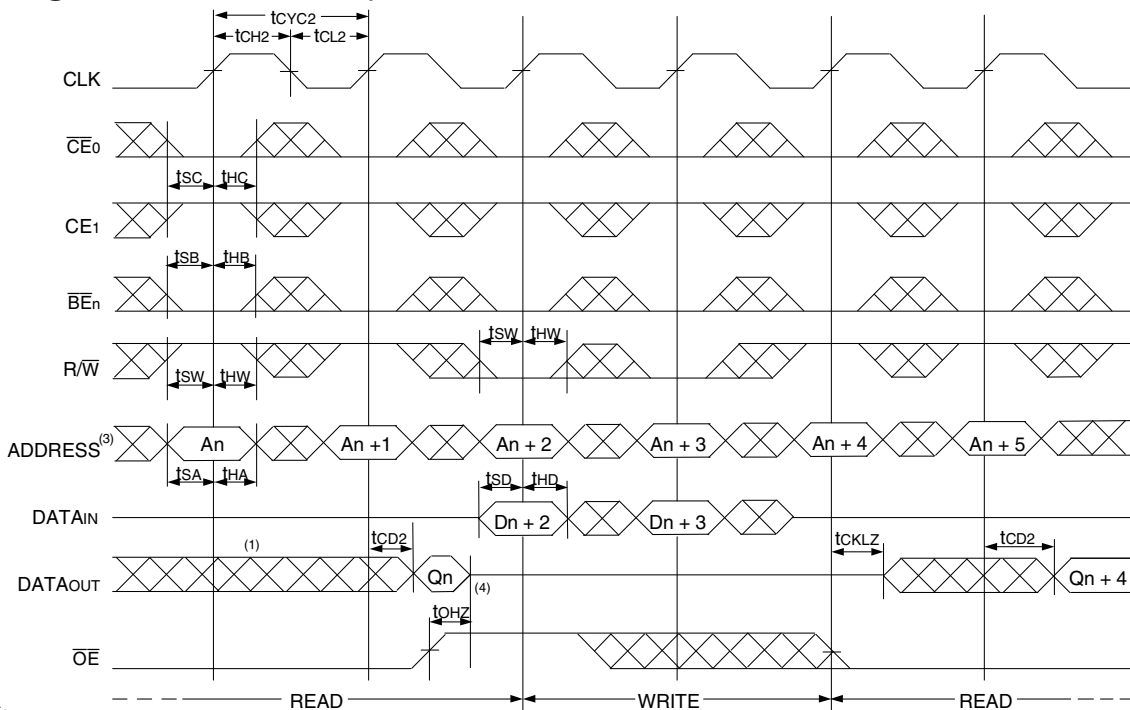 tCYC2
tCH2 tCL2
CLK
CE0
tSC tHC
CE1
tSB tHB
BEn
tSW tHW
R/W
tSW tHW
ADDRESS(3) An An +1 An + 2 An + 3 An + 4 An + 5
tSA tHA
tSD tHD
DATAIN Dn + 2 Dn + 3
(1) tCD2 tCKLZ tCD2
DATAOUT Qn (4) Qn + 4
tOHZ
OE
READ WRITE READ